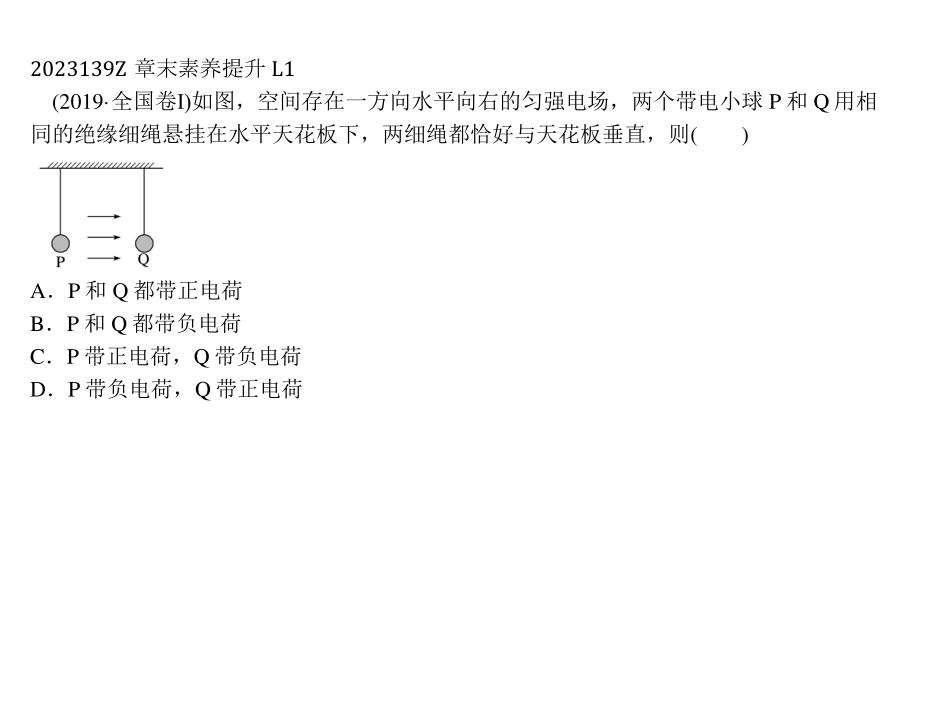 2023139Z 章末素养提升 L1
(2019·全国卷Ⅰ)如图，空间存在一方向水平向右的匀强电场，两个带电小球 P 和 Q 用相
同的绝缘细绳悬挂在水平天花板下，两细绳都恰好与天花板垂直，则(　　)
P Q
A．P 和 Q 都带正电荷
B．P 和 Q 都带负电荷
C．P 带正电荷，Q 带负电荷
D．P 带负电荷，Q 带正电荷